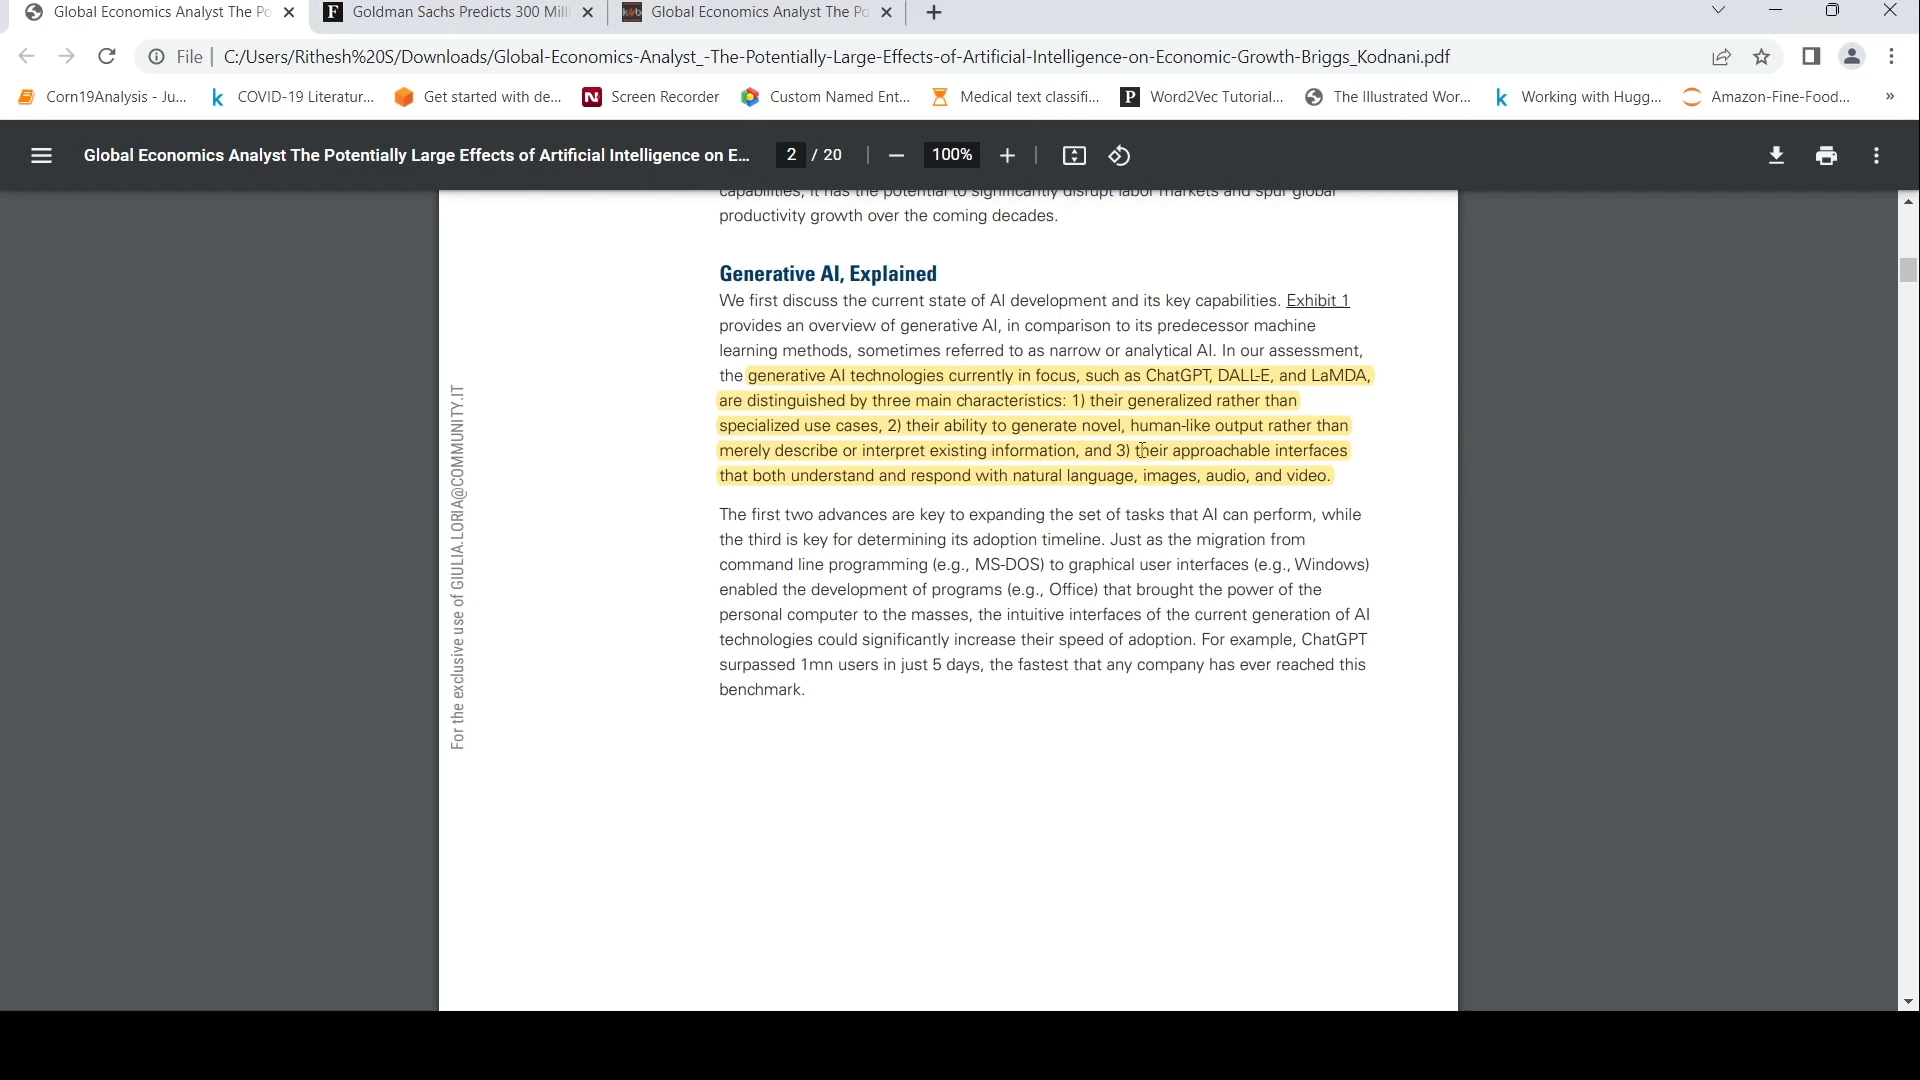 Global Economics Analyst The Po
Goldman Sachs Predicts 300 Mill
Global Economics Analyst The Po
File | C:/Users/Rithesh%20S/Downloads/Global-Economics-Analyst_-The-Potentially-Large-Effects-of-Artificial-Intelligence-on-Economic-Growth-Briggs_Kodnani.pdf
Corn19Analysis - Ju... COVID-19 Literatur... Get started with de... Screen Recorder Custom Named Ent... Medical text classifi... Word2Vec Tutorial... The Illustrated Wor... Working with Hugg... Amazon-Fine-Food... »
Global Economics Analyst The Potentially Large Effects of Artificial Intelligence on E... 2 / 20 100%
capabilities, it has the potential to significantly disrupt labor markets and spur global
productivity growth over the coming decades.
Generative AI, Explained
We first discuss the current state of AI development and its key capabilities. Exhibit 1
provides an overview of generative AI, in comparison to its predecessor machine
learning methods, sometimes referred to as narrow or analytical AI. In our assessment,
the generative AI technologies currently in focus, such as ChatGPT, DALL-E, and LaMDA,
are distinguished by three main characteristics: 1) their generalized rather than
specialized use cases, 2) their ability to generate novel, human-like output rather than
merely describe or interpret existing information, and 3) their approachable interfaces
that both understand and respond with natural language, images, audio, and video.
The first two advances are key to expanding the set of tasks that AI can perform, while
the third is key for determining its adoption timeline. Just as the migration from
command line programming (e.g., MS-DOS) to graphical user interfaces (e.g., Windows)
enabled the development of programs (e.g., Office) that brought the power of the
personal computer to the masses, the intuitive interfaces of the current generation of AI
technologies could significantly increase their speed of adoption. For example, ChatGPT
surpassed 1mn users in just 5 days, the fastest that any company has ever reached this
benchmark.
For the exclusive use of GIULIA.LORIA@COMMUNITY.IT